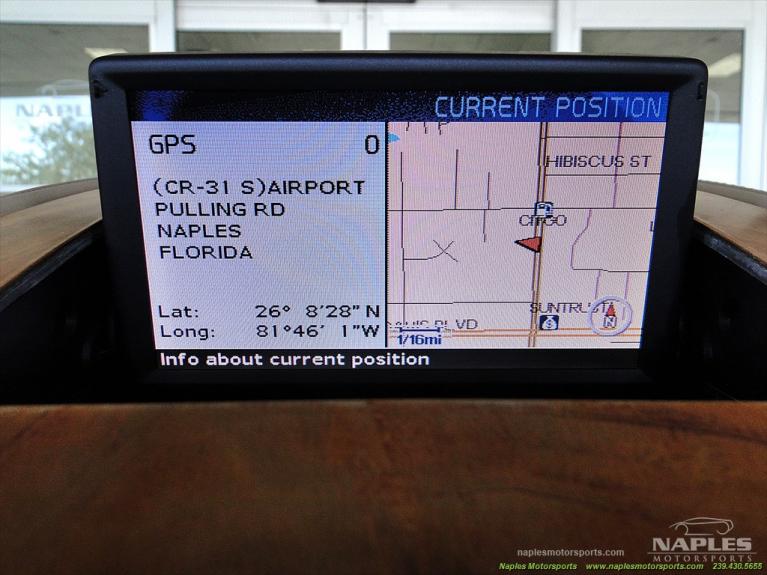 CURRENT POSITION
GPS 0
(CR-31 S)AIRPORT
PULLING RD
NAPLES
FLORIDA
Lat: 26° 8'28" N
Long: 81°46' 1"W
HIBISCUS ST
CITGO
SUNTRUST
N
BLVD
1/16mi
Info about current position
NAPLES
NAPLES
MOTORSPORTS
naplesmotorsports.com
Naples Motorsports www.naplesmotorsports.com 239.430.5655